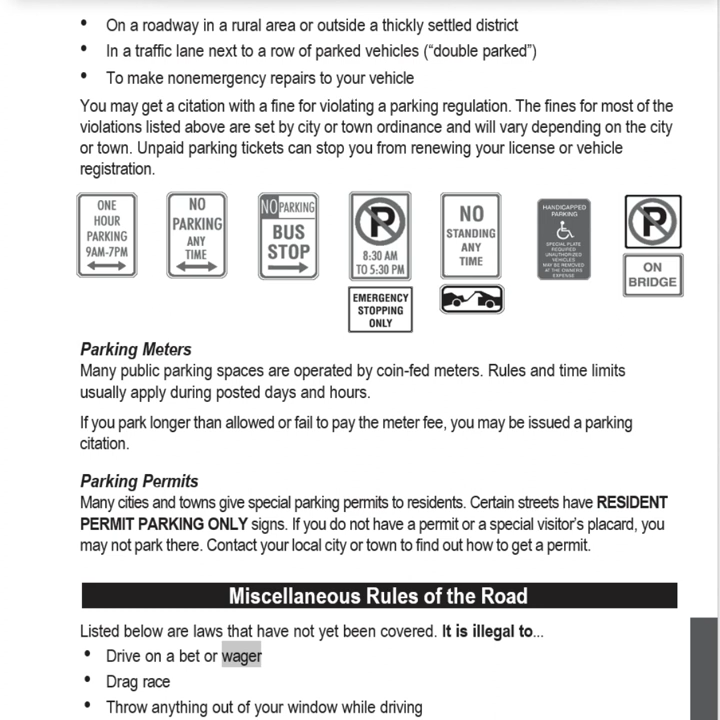 • On a roadway in a rural area or outside a thickly settled district
• In a traffic lane next to a row of parked vehicles (“double parked”)
• To make nonemergency repairs to your vehicle
You may get a citation with a fine for violating a parking regulation. The fines for most of the
violations listed above are set by city or town ordinance and will vary depending on the city
or town. Unpaid parking tickets can stop you from renewing your license or vehicle
registration.
ONE
HOUR
PARKING
9AM-7PM
NO
PARKING
ANY
TIME
NO PARKING
BUS
STOP
P
8:30 AM
TO 5:30 PM
EMERGENCY
STOPPING
ONLY
NO
STANDING
ANY
TIME
HANDICAPPED
PARKING
SPECIAL PLATE
REQUIRED
UNAUTHORIZED
VEHICLES
MAY BE REMOVED
AT THE OWNERS
EXPENSE
P
ON
BRIDGE
Parking Meters
Many public parking spaces are operated by coin-fed meters. Rules and time limits
usually apply during posted days and hours.
If you park longer than allowed or fail to pay the meter fee, you may be issued a parking
citation.
Parking Permits
Many cities and towns give special parking permits to residents. Certain streets have RESIDENT
PERMIT PARKING ONLY signs. If you do not have a permit or a special visitor’s placard, you
may not park there. Contact your local city or town to find out how to get a permit.
Miscellaneous Rules of the Road
Listed below are laws that have not yet been covered. It is illegal to...
• Drive on a bet or wager
• Drag race
• Throw anything out of your window while driving